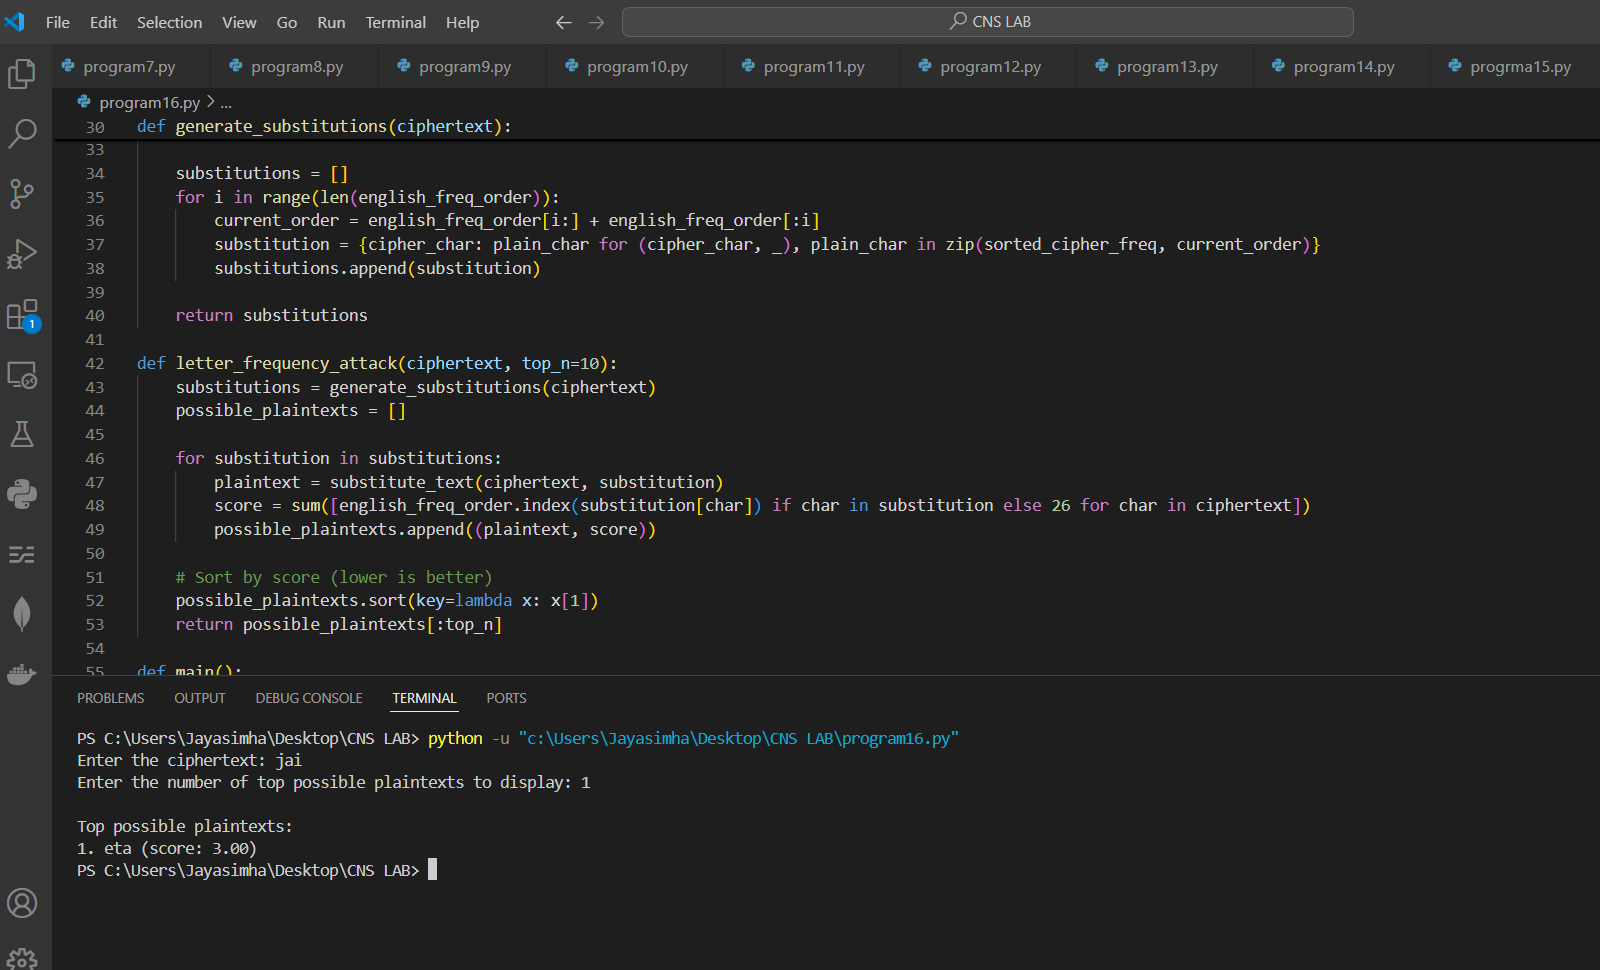 File Edit Selection View Go Run Terminal Help CNS LAB
program7.py program8.py program9.py program10.py program11.py program12.py program13.py program14.py progrma15.py
program16.py > ...
30 def generate_substitutions(ciphertext):
33
34 substitutions = []
35 for i in range(len(english_freq_order)):
36 current_order = english_freq_order[i:] + english_freq_order[:i]
37 substitution = {cipher_char: plain_char for (cipher_char, _), plain_char in zip(sorted_cipher_freq, current_order)}
38 substitutions.append(substitution)
39
40 return substitutions
41
42 def letter_frequency_attack(ciphertext, top_n=10):
43 substitutions = generate_substitutions(ciphertext)
44 possible_plaintexts = []
45
46 for substitution in substitutions:
47 plaintext = substitute_text(ciphertext, substitution)
48 score = sum([english_freq_order.index(substitution[char]) if char in substitution else 26 for char in ciphertext])
49 possible_plaintexts.append((plaintext, score))
50
51 # Sort by score (lower is better)
52 possible_plaintexts.sort(key=lambda x: x[1])
53 return possible_plaintexts[:top_n]
54
55 def main():
1
PROBLEMS OUTPUT DEBUG CONSOLE TERMINAL PORTS
PS C:\Users\Jayasimha\Desktop\CNS LAB> python -u "c:\Users\Jayasimha\Desktop\CNS LAB\program16.py"
Enter the ciphertext: jai
Enter the number of top possible plaintexts to display: 1
Top possible plaintexts:
1. eta (score: 3.00)
PS C:\Users\Jayasimha\Desktop\CNS LAB>